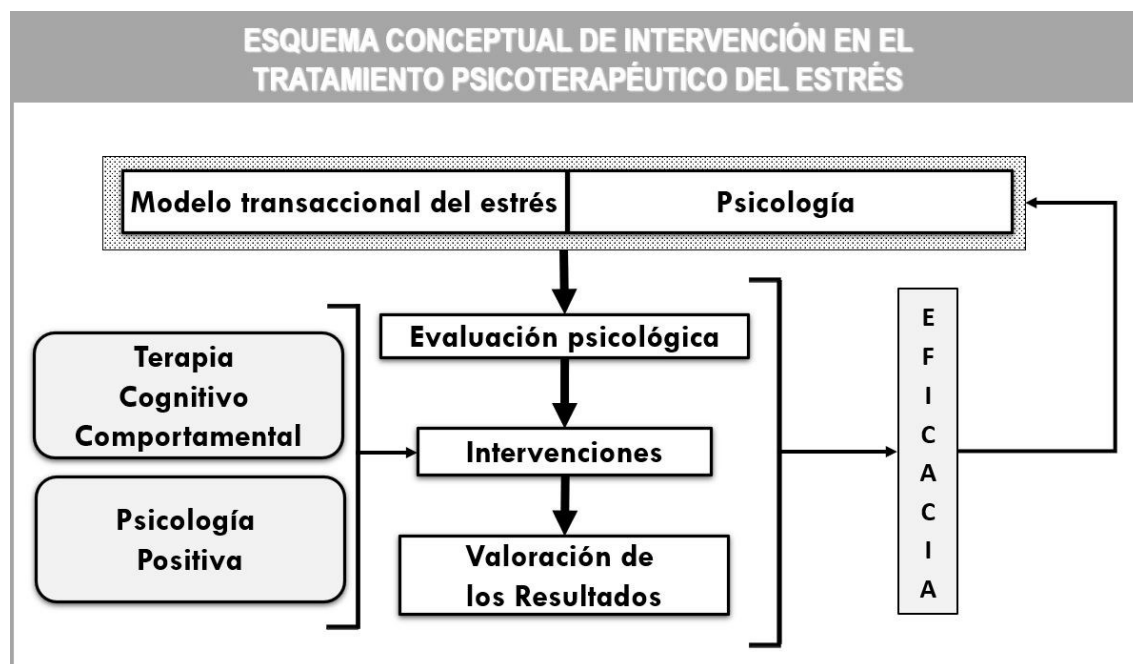 ESQUEMA CONCEPTUAL DE INTERVENCIÓN EN EL
TRATAMIENTO PSICOTERAPÉUTICO DEL ESTRÉS
Modelo transaccional del estrés
Psicología
Evaluación psicológica
Terapia
Cognitivo
Comportamental
Intervenciones
Psicología
Positiva
Valoración de
los Resultados
E
F
I
C
A
C
I
A